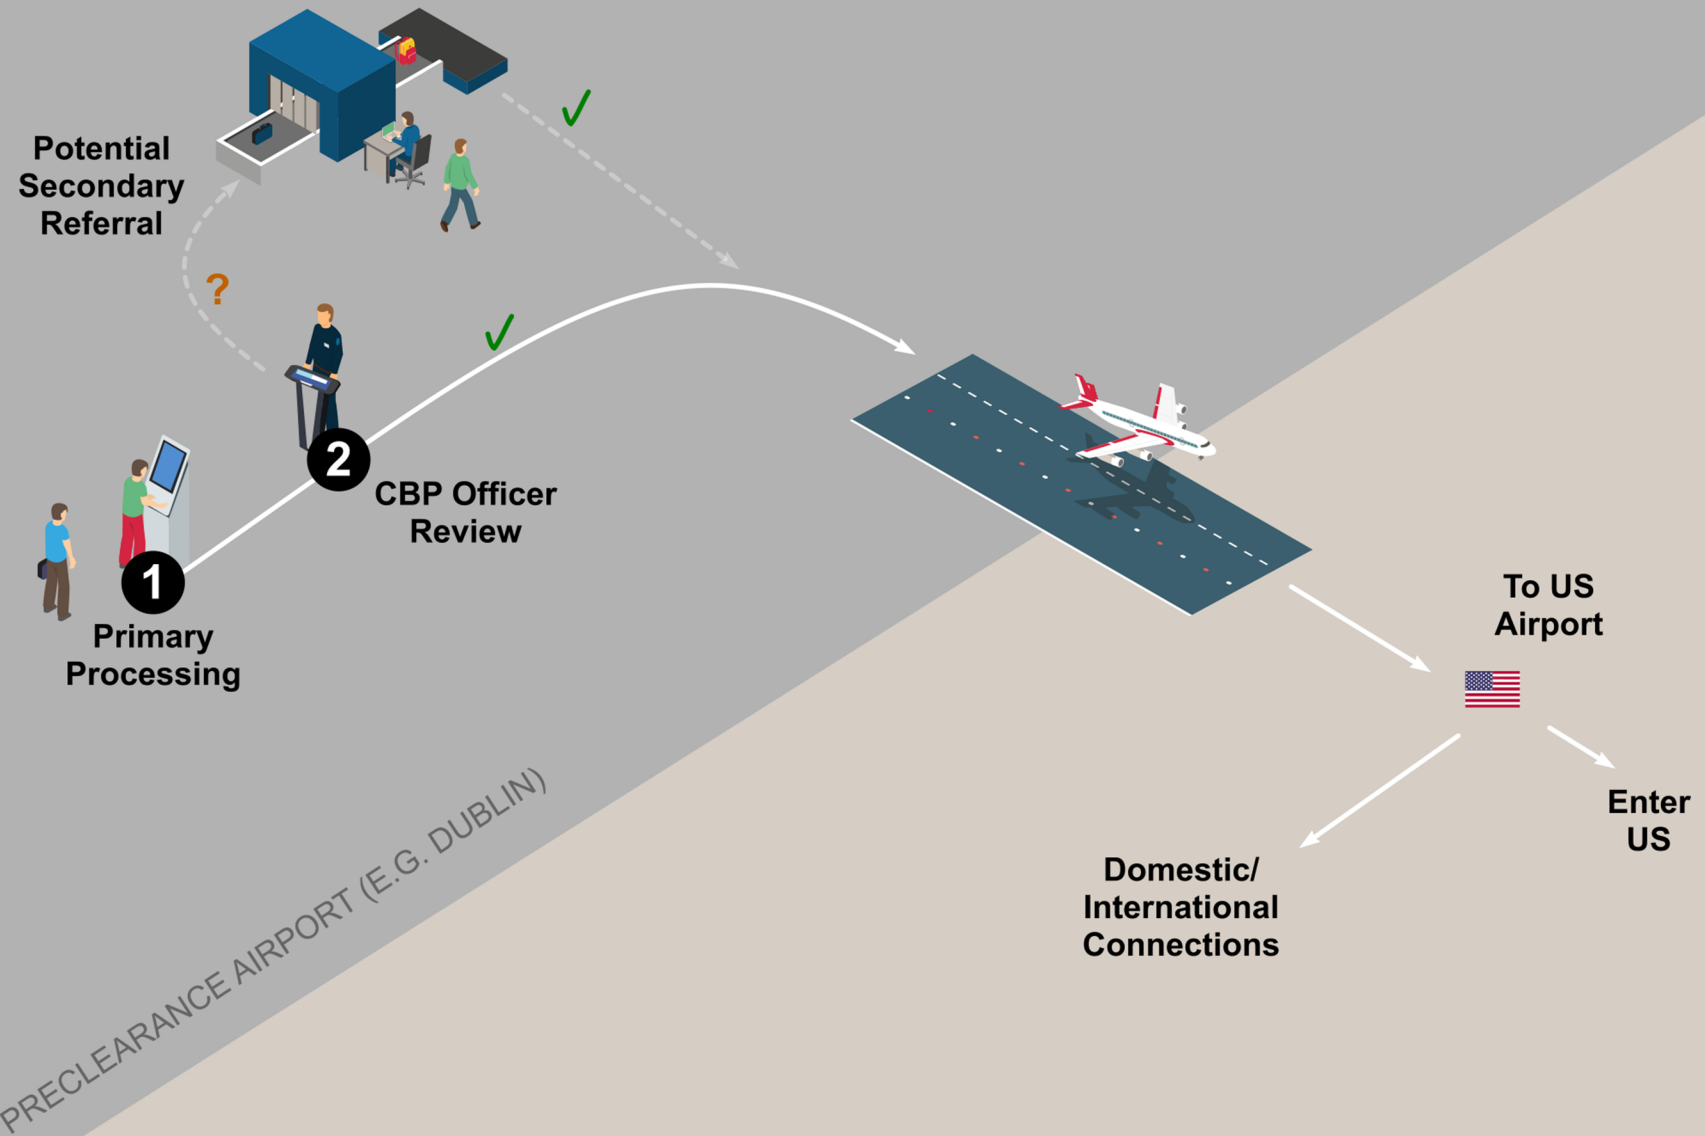 Potential
Secondary
Referral
?
2
CBP Officer
Review
1
Primary
Processing
PRECLEARANCE AIRPORT (E.G. DUBLIN)
To US
Airport
Enter
US
Domestic/
International
Connections